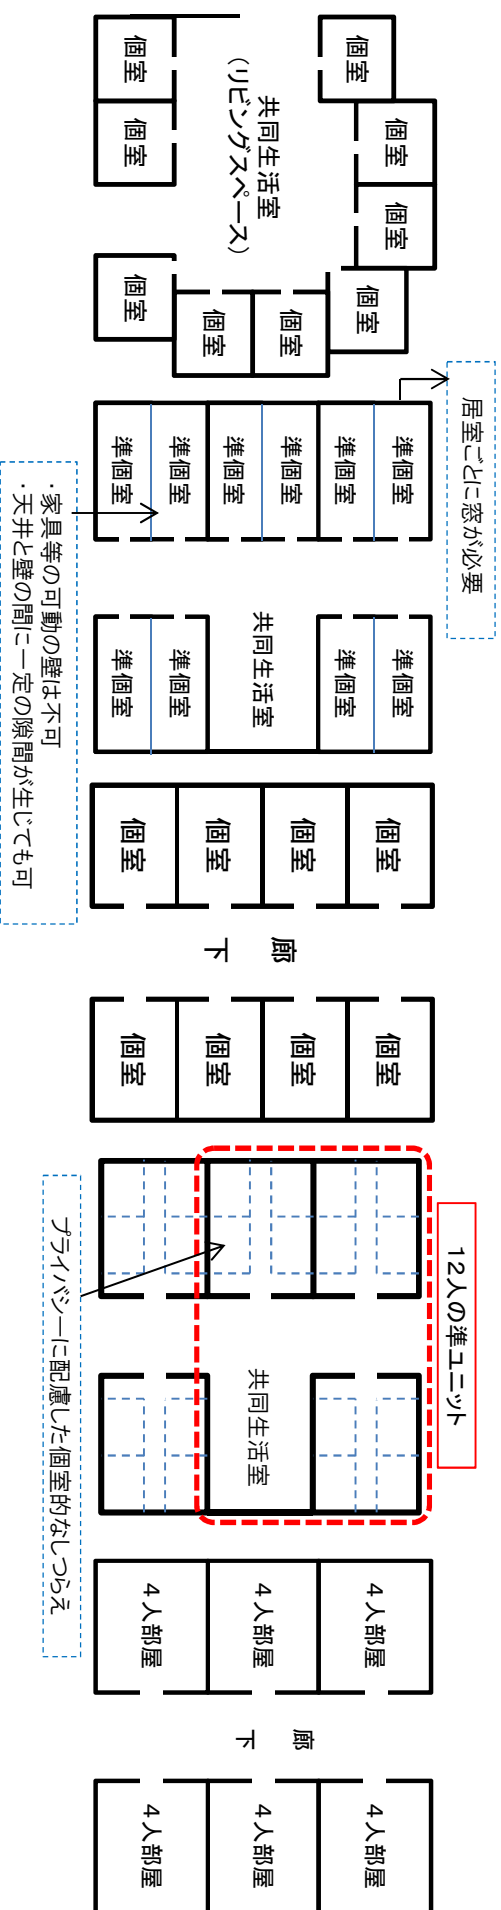 個室
個室
個室
個室
共同生活室
(リビングスペース)
個室
個室
個室
個室
個室
居室ごとに窓が必要
準個室
準個室
準個室
準個室
準個室
準個室
準個室
準個室
共同生活室
準個室
準個室
・家具等の可動の壁は不可
・天井と壁の間に一定の隙間が生じても可
個室
個室
個室
個室
廊
下
個室
個室
個室
個室
12人の準ユニット
共同生活室
プライバシーに配慮した個室的なしつらえ
4人部屋
4人部屋
4人部屋
廊
下
4人部屋
4人部屋
4人部屋